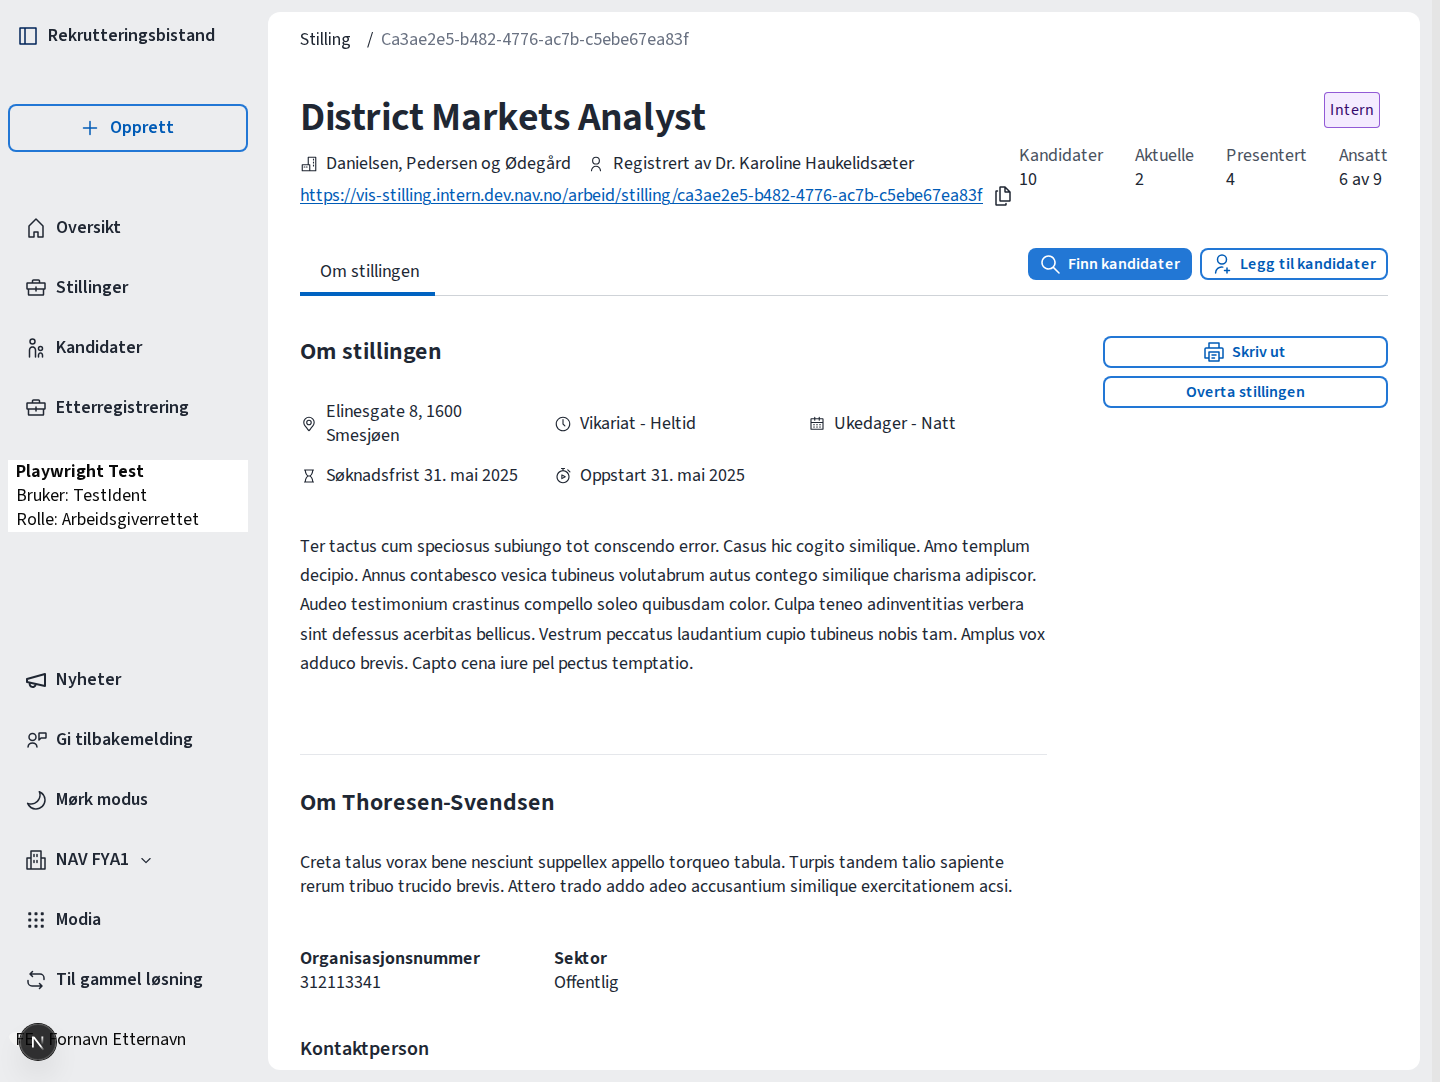 Rekrutteringsbistand
Opprett
Oversikt
Stillinger
Kandidater
Etterregistrering
Playwright Test
Bruker: TestIdent
Rolle: Arbeidsgiverrettet
Nyheter
Gi tilbakemelding
Mørk modus
NAV FYA1
Modia
Til gammel løsning
Fornavn Etternavn
Stilling / Ca3ae2e5-b482-4776-ac7b-c5ebe67ea83f
District Markets Analyst
Intern
Danielsen, Pedersen og Ødegård Registrert av Dr. Karoline Haukelidsæter
https://vis-stilling.intern.dev.nav.no/arbeid/stilling/ca3ae2e5-b482-4776-ac7b-c5ebe67ea83f
Kandidater Aktuelle Presentert Ansatt
10 2 4 6 av 9
Om stillingen
Finn kandidater
Legg til kandidater
Om stillingen
Skriv ut
Overta stillingen
Elinesgate 8, 1600
Smesjøen
Vikariat - Heltid
Ukedager - Natt
Søknadsfrist 31. mai 2025
Oppstart 31. mai 2025
Ter tactus cum speciosus subiungo tot conscendo error. Casus hic cogito similique. Amo templum
decipio. Annus contabesco vesica tubineus volutabrum autus contego similique charisma adipiscor.
Audeo testimonium crastinus compello soleo quibusdam color. Culpa teneo adinventitias verbera
sint defessus acerbitas bellicus. Vestrum peccatus laudantium cupio tubineus nobis tam. Amplus vox
adduco brevis. Capto cena iure pel pectus temptatio.
Om Thoresen-Svendsen
Creta talus vorax bene nesciunt suppellex appello torqueo tabula. Turpis tandem talio sapiente
rerum tribuo trucido brevis. Attero trado addo adeo accusantium similique exercitationem acsi.
Organisasjonsnummer Sektor
312113341 Offentlig
Kontaktperson